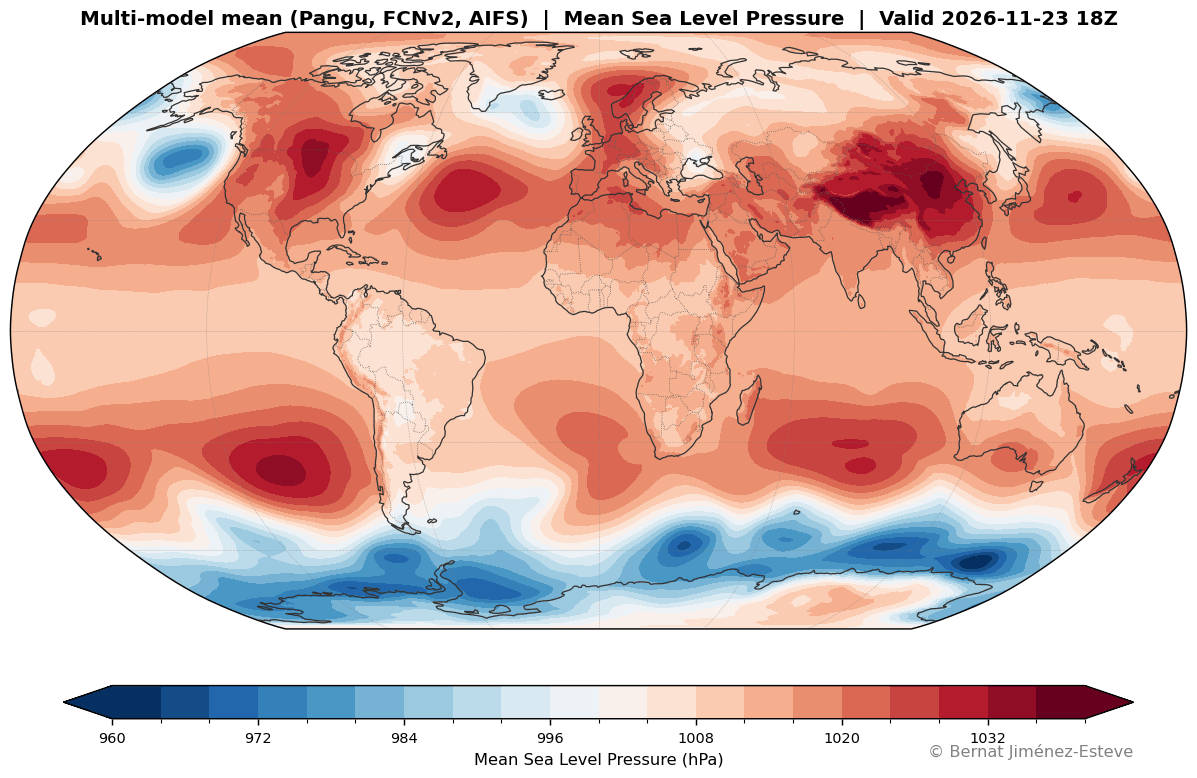 Multi-model mean (Pangu, FCNv2, AIFS)  |  Mean Sea Level Pressure  |  Valid 2026-11-23 18Z
960 972 984 996 1008 1020 1032
Mean Sea Level Pressure (hPa)
© Bernat Jiménez-Esteve